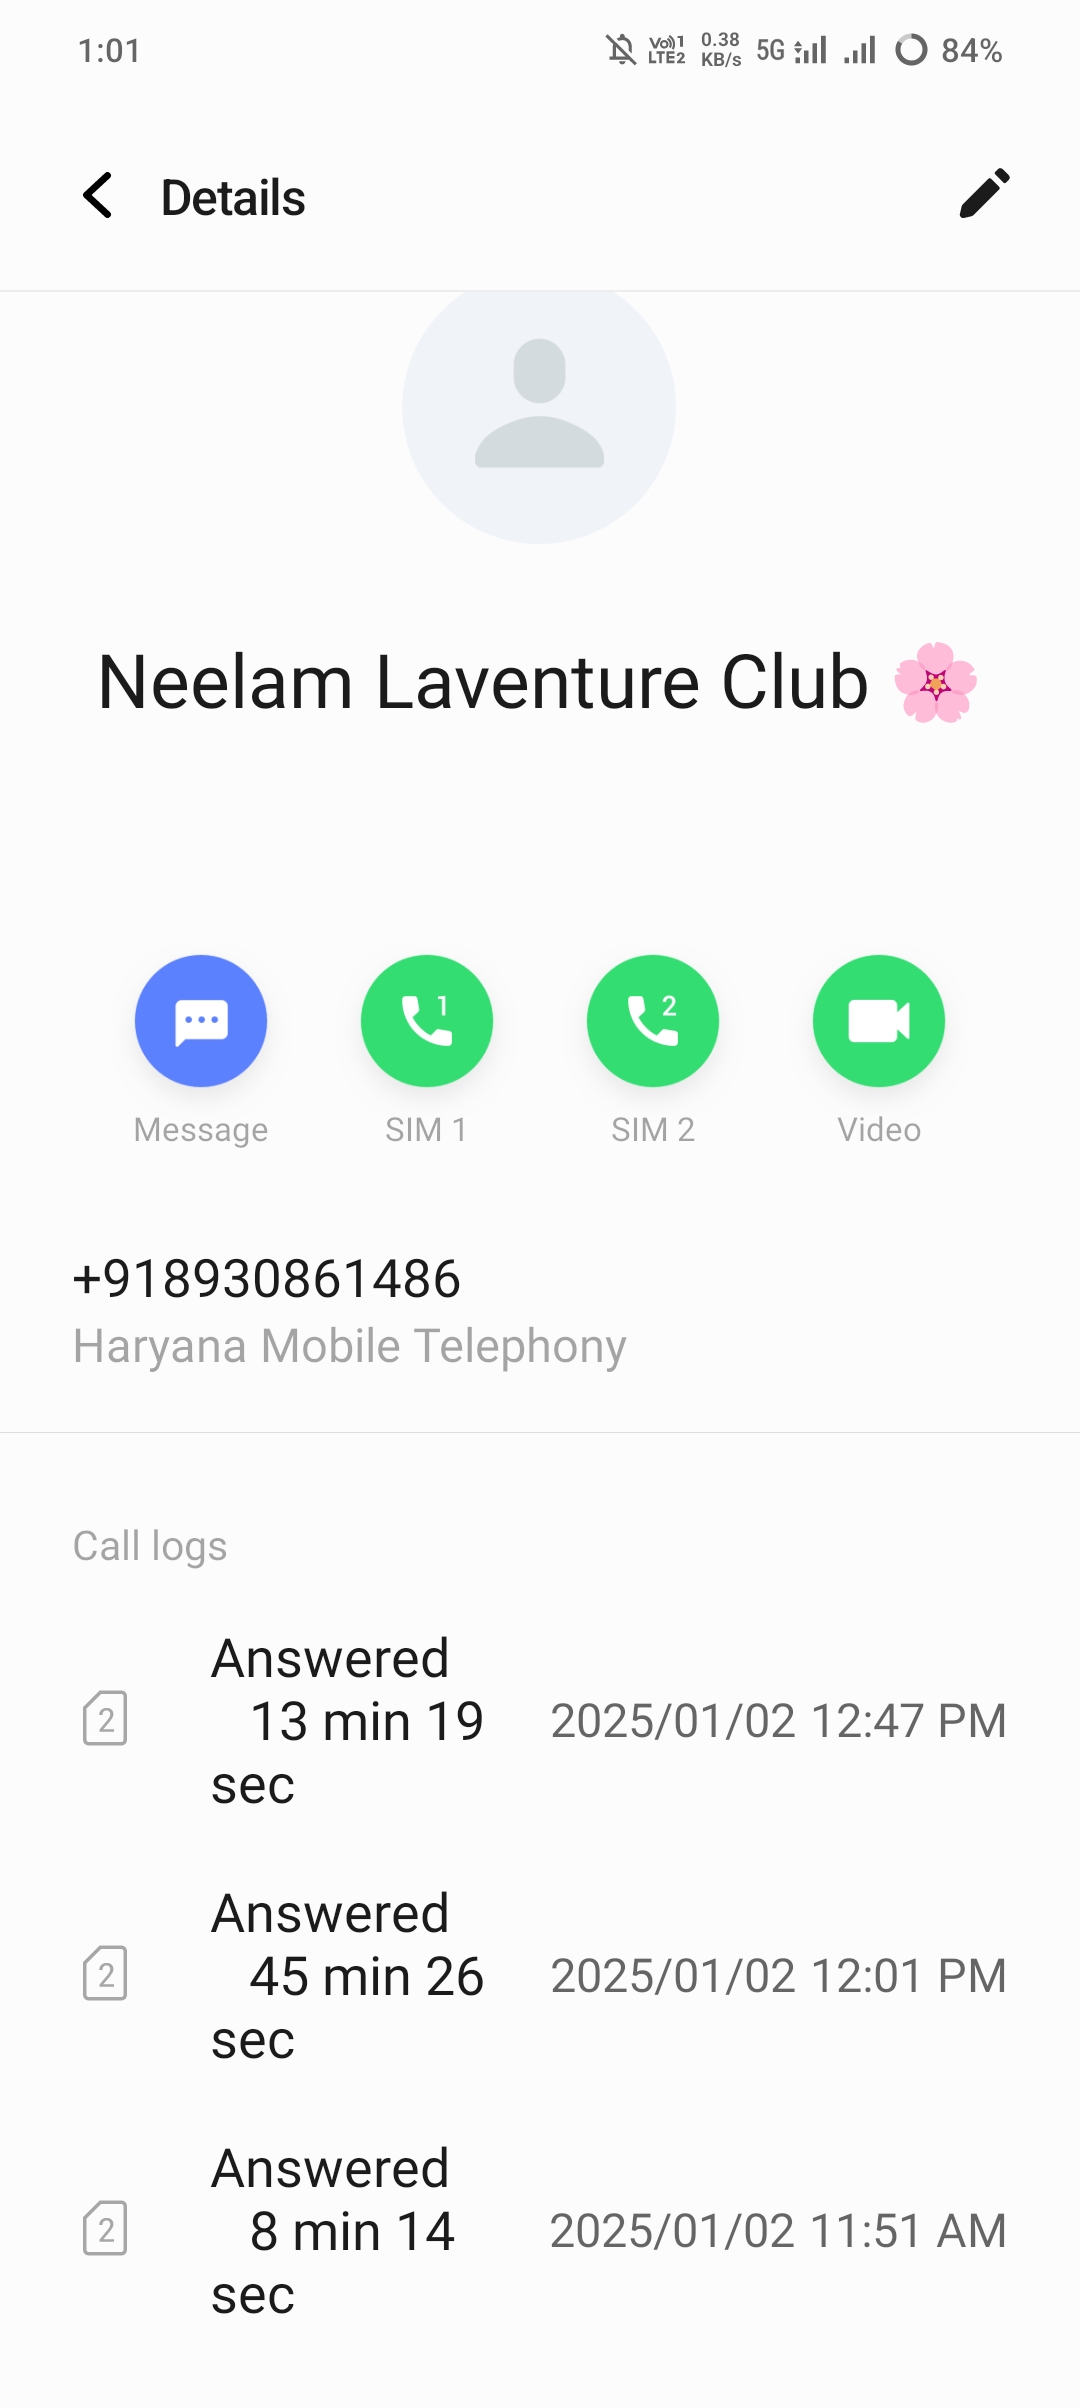 1:01 Vo)) 1 LTE2 0.38 KB/s 5G 84%
Details
Neelam Laventure Club 🌸
1 2
Message SIM 1 SIM 2 Video
+918930861486
Haryana Mobile Telephony
Call logs
Answered
2 13 min 19 2025/01/02 12:47 PM
sec
Answered
2 45 min 26 2025/01/02 12:01 PM
sec
Answered
2 8 min 14 2025/01/02 11:51 AM
sec